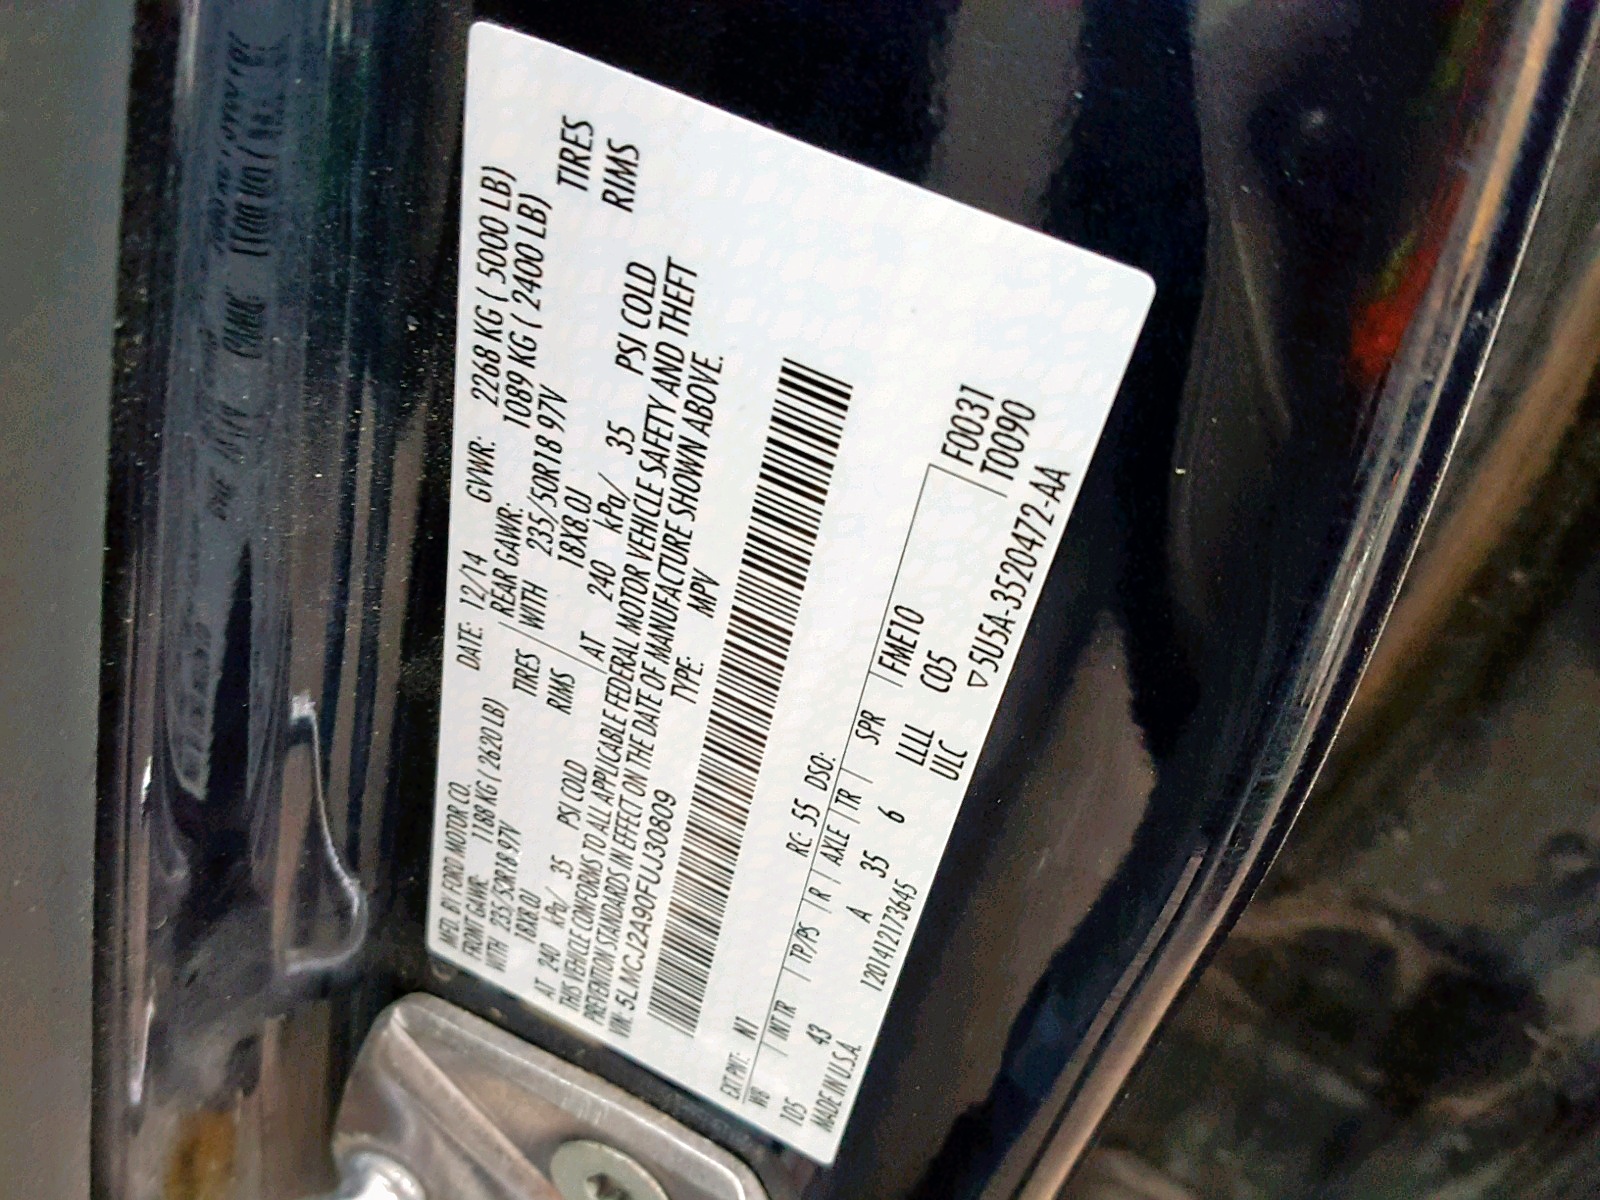 MFD. BY FORD MOTOR CO. DATE: 12/14 GVWR: 2268 KG ( 5000 LB)
FRONT GAWR: 1188 KG ( 2620 LB) REAR GAWR: 1089 KG ( 2400 LB)
WITH 235/50R18 97V TIRES WITH 235/50R18 97V TIRES
18X8.0J RIMS 18X8.0J RIMS
AT 240 kPa/ 35 PSI COLD AT 240 kPa/ 35 PSI COLD
THIS VEHICLE CONFORMS TO ALL APPLICABLE FEDERAL MOTOR VEHICLE SAFETY AND THEFT
PREVENTION STANDARDS IN EFFECT ON THE DATE OF MANUFACTURE SHOWN ABOVE.
VIN: 5LMCJ2A90FUJ30809 TYPE: MPV
EXT PNT: N1 RC: 55 DSO: F0031
WB INT TR TP/PS R AXLE TR SPR FME10 T0090
105 43 A 35 6 LLLL C05
MADE IN U.S.A. 1201412173645 ULC ▽5U5A-3520472-AA